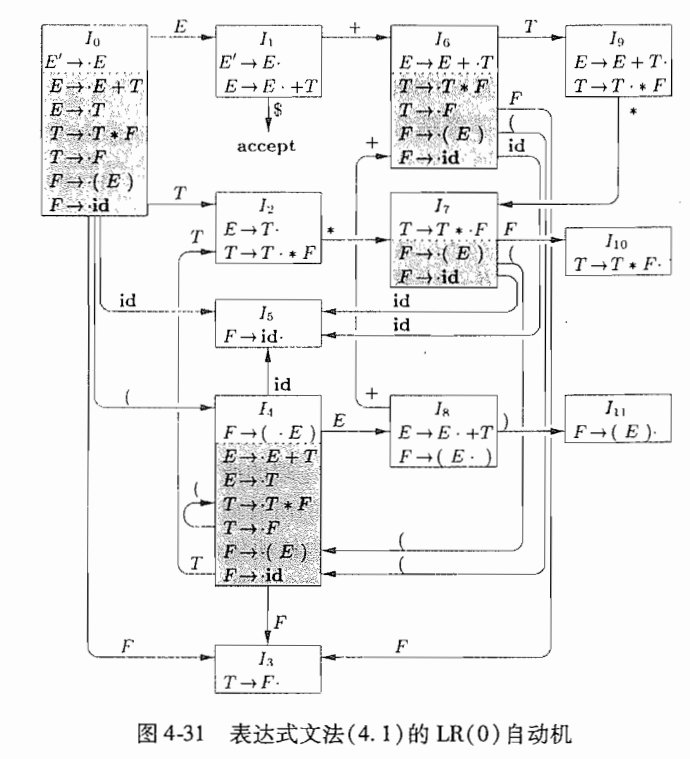 I₀
E′ → ·E
E → ·E + T
E → ·T
T → ·T * F
T → ·F
F → ·( E )
F → ·id
E
I₁
E′ → E·
E → E · +T
$
accept
+
I₆
E → E + ·T
T → ·T * F
T → ·F
F → ·( E )
F → ·id
T
I₉
E → E + T·
T → T · * F
*
F
(
id
+
T
I₂
E → T·
T → T · * F
T
*
I₇
T → T * ·F
F → ·( E )
F → ·id
F
(
I₁₀
T → T * F·
id
I₅
F → id·
id
id
id
(
I₄
F → ( · E )
E → ·E + T
E → ·T
T → ·T * F
T → ·F
F → ·( E )
F → ·id
(
T
E
+
I₈
E → E · +T
F → ( E · )
)
I₁₁
F → ( E )·
(
(
F
F
I₃
T → F·
F
图 4-31 表达式文法(4. 1)的 LR(0)自动机